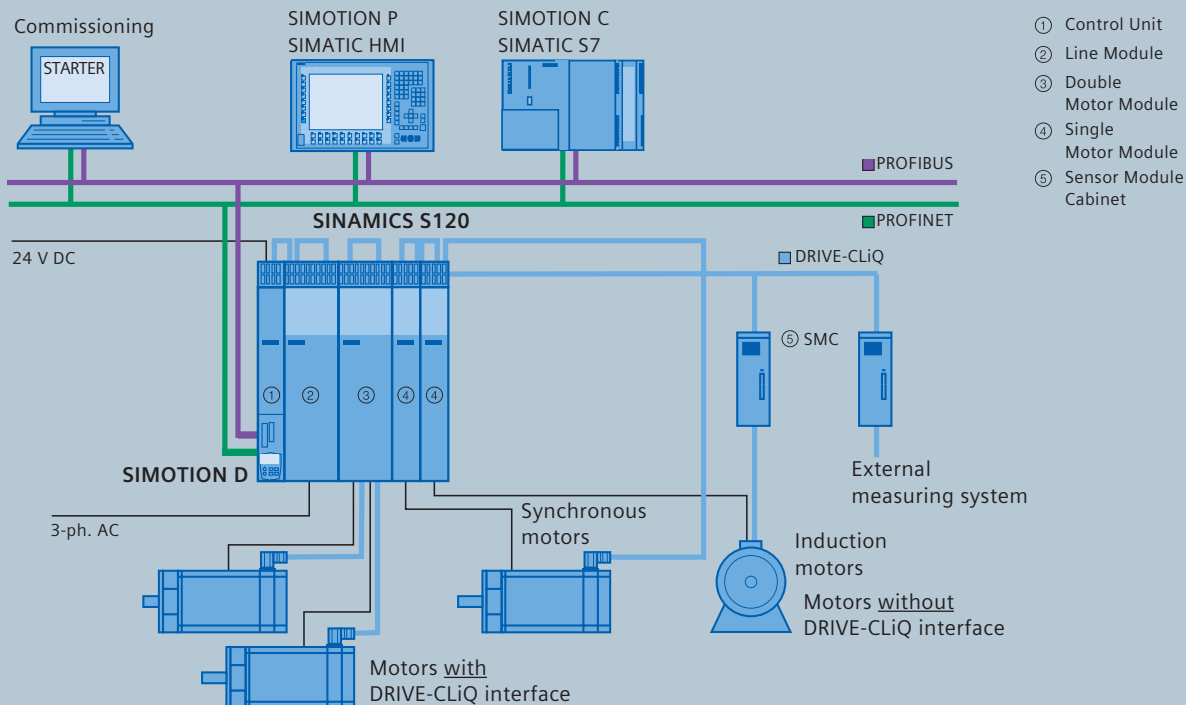 Commissioning
STARTER
SIMOTION P
SIMATIC HMI
SIMOTION C
SIMATIC S7
① Control Unit
② Line Module
③ Double
Motor Module
④ Single
Motor Module
⑤ Sensor Module
Cabinet
PROFIBUS
PROFINET
SINAMICS S120
24 V DC
DRIVE-CLiQ
⑤ SMC
① ② ③ ④ ④
SIMOTION D
External
measuring system
3-ph. AC
Synchronous
motors
Induction
motors
Motors without
DRIVE-CLiQ interface
Motors with
DRIVE-CLiQ interface